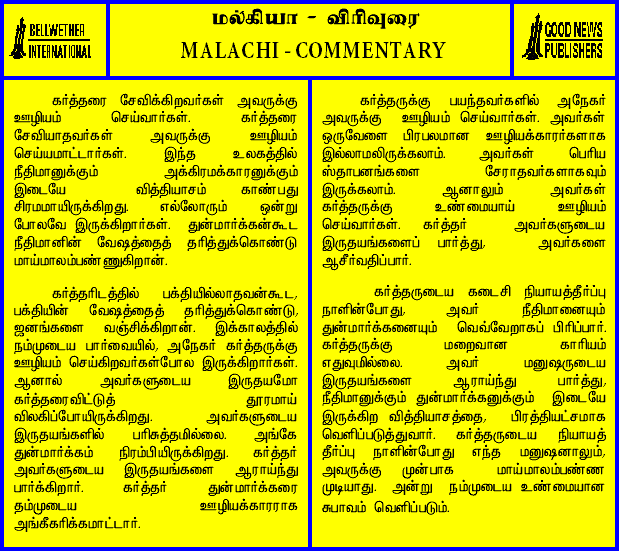 BELLWETHER
INTERNATIONAL
மல்கியா - விரிவுரை
MALACHI - COMMENTARY
GOOD NEWS
PUBLISHERS
கர்த்தரை சேவிக்கிறவர்கள் அவருக்கு
ஊழியம் செய்வார்கள். கர்த்தரை
சேவியாதவர்கள் அவருக்கு ஊழியம்
செய்யமாட்டார்கள். இந்த உலகத்தில்
நீதிமானுக்கும் அக்கிரமக்காரனுக்கும்
இடையே வித்தியாசம் காண்பது
சிரமமாயிருக்கிறது. எல்லோரும் ஒன்று
போலவே இருக்கிறார்கள். துன்மார்க்கன்கூட
நீதிமானின் வேஷத்தைத் தரித்துக்கொண்டு
மாய்மாலம்பண்ணுகிறான்.
கர்த்தரிடத்தில் பக்தியில்லாதவன்கூட,
பக்தியின் வேஷத்தைத் தரித்துக்கொண்டு,
ஜனங்களை வஞ்சிக்கிறான். இக்காலத்தில்
நம்முடைய பார்வையில், அநேகர் கர்த்தருக்கு
ஊழியம் செய்கிறவர்கள்போல இருக்கிறார்கள்.
ஆனால் அவர்களுடைய இருதயமோ
கர்த்தரைவிட்டுத் தூரமாய்
விலகிப்போயிருக்கிறது. அவர்களுடைய
இருதயங்களில் பரிசுத்தமில்லை. அங்கே
துன்மார்க்கம் நிரம்பியிருக்கிறது. கர்த்தர்
அவர்களுடைய இருதயங்களை ஆராய்ந்து
பார்க்கிறார். கர்த்தர் துன்மார்க்கரை
தம்முடைய ஊழியக்காரராக
அங்கீகரிக்கமாட்டார்.
கர்த்தருக்கு பயந்தவர்களில் அநேகர்
அவருக்கு ஊழியம் செய்வார்கள். அவர்கள்
ஒருவேளை பிரபலமான ஊழியக்காரர்களாக
இல்லாமலிருக்கலாம். அவர்கள் பெரிய
ஸ்தாபனங்களை சேராதவர்களாகவும்
இருக்கலாம். ஆனாலும் அவர்கள்
கர்த்தருக்கு உண்மையாய் ஊழியம்
செய்வார்கள். கர்த்தர் அவர்களுடைய
இருதயங்களைப் பார்த்து, அவர்களை
ஆசீர்வதிப்பார்.
கர்த்தருடைய கடைசி நியாயத்தீர்ப்பு
நாளின்போது, அவர் நீதிமானையும்
துன்மார்க்கனையும் வெவ்வேறாகப் பிரிப்பார்.
கர்த்தருக்கு மறைவான காரியம்
எதுவுமில்லை. அவர் மனுஷருடைய
இருதயங்களை ஆராய்ந்து பார்த்து,
நீதிமானுக்கும் துன்மார்க்கனுக்கும் இடையே
இருக்கிற வித்தியாசத்தை, பிரத்தியட்சமாக
வெளிப்படுத்துவார். கர்த்தருடைய நியாயத்
தீர்ப்பு நாளின்போது எந்த மனுஷனாலும்,
அவருக்கு முன்பாக மாய்மாலம்பண்ண
முடியாது. அன்று நம்முடைய உண்மையான
சுபாவம் வெளிப்படும்.